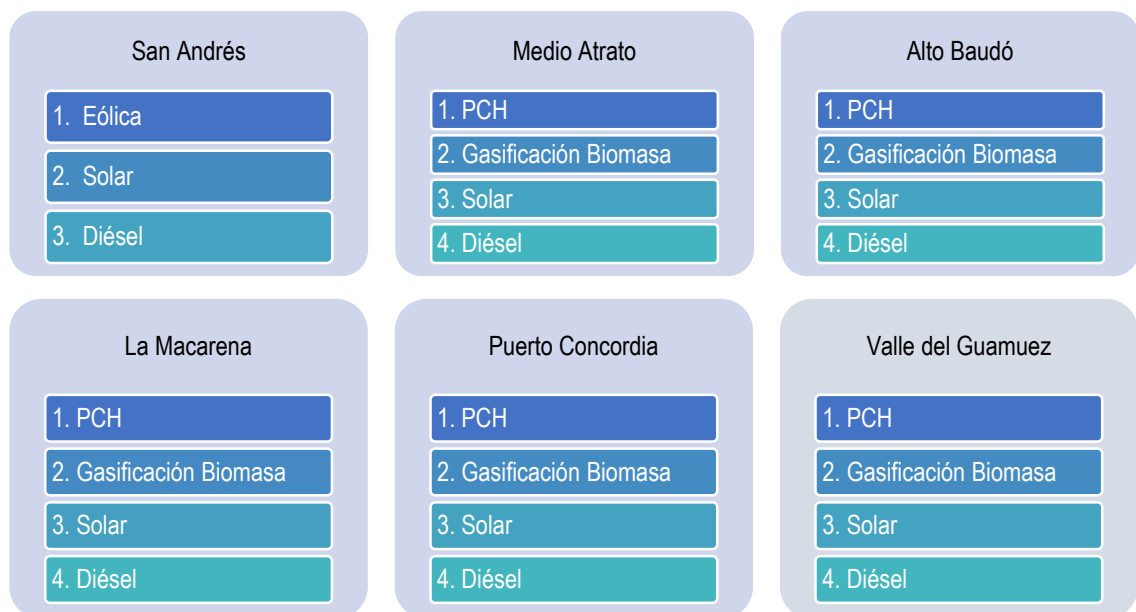 San Andrés
1. Eólica
2. Solar
3. Diésel
Medio Atrato
1. PCH
2. Gasificación Biomasa
3. Solar
4. Diésel
Alto Baudó
1. PCH
2. Gasificación Biomasa
3. Solar
4. Diésel
La Macarena
1. PCH
2. Gasificación Biomasa
3. Solar
4. Diésel
Puerto Concordia
1. PCH
2. Gasificación Biomasa
3. Solar
4. Diésel
Valle del Guamuez
1. PCH
2. Gasificación Biomasa
3. Solar
4. Diésel